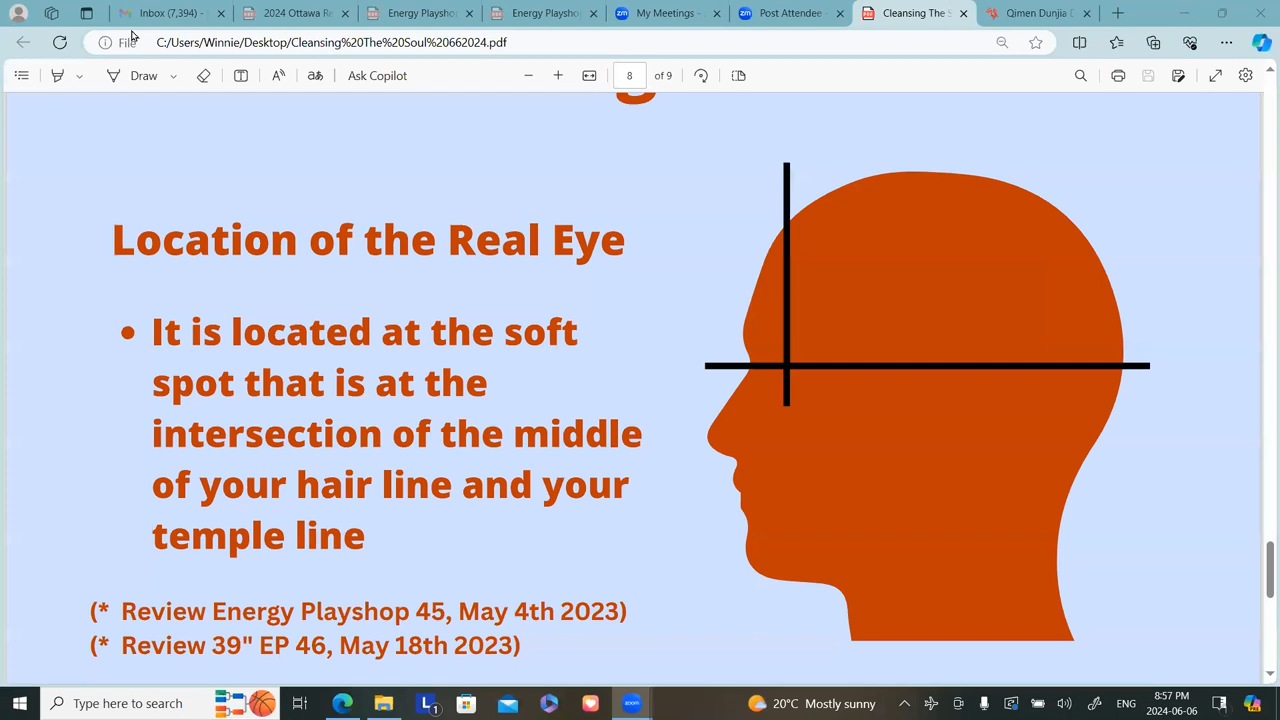 Inbox (7,394) -
2024 Ottawa Re
Energy Playsho
Energy Playsho
My Meetings -
Post Attendee -
Cleansing The S
Qimen Dunjia
File
C:/Users/Winnie/Desktop/Cleansing%20The%20Soul%20662024.pdf
Draw
Ask Copilot
8 of 9
Location of the Real Eye
• It is located at the soft
spot that is at the
intersection of the middle
of your hair line and your
temple line
(* Review Energy Playshop 45, May 4th 2023)
(* Review 39" EP 46, May 18th 2023)
Type here to search
20°C Mostly sunny
ENG
8:57 PM
2024-06-06